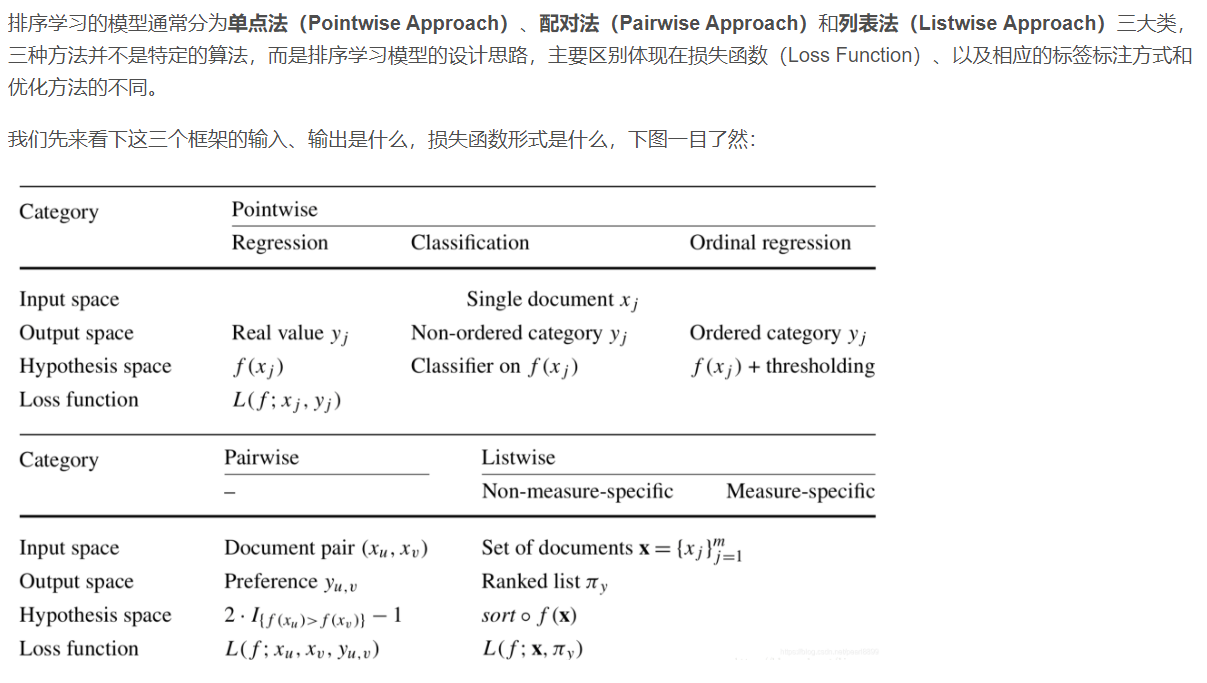 排序学习的模型通常分为单点法（Pointwise Approach）、配对法（Pairwise Approach）和列表法（Listwise Approach）三大类，
三种方法并不是特定的算法，而是排序学习模型的设计思路，主要区别体现在损失函数（Loss Function）、以及相应的标签标注方式和
优化方法的不同。
我们先来看下这三个框架的输入、输出是什么，损失函数形式是什么，下图一目了然：
Category Pointwise
Regression Classification Ordinal regression
Input space Single document x_j
Output space Real value y_j Non-ordered category y_j Ordered category y_j
Hypothesis space f(x_j) Classifier on f(x_j) f(x_j) + thresholding
Loss function L(f; x_j, y_j)
Category Pairwise Listwise
– Non-measure-specific Measure-specific
Input space Document pair (x_u, x_v) Set of documents x = {x_j}_{j=1}^m
Output space Preference y_{u,v} Ranked list π_y
Hypothesis space 2 · I_{{f(x_u)>f(x_v)}} − 1 sort ∘ f(x)
Loss function L(f; x_u, x_v, y_{u,v}) L(f; x, π_y)